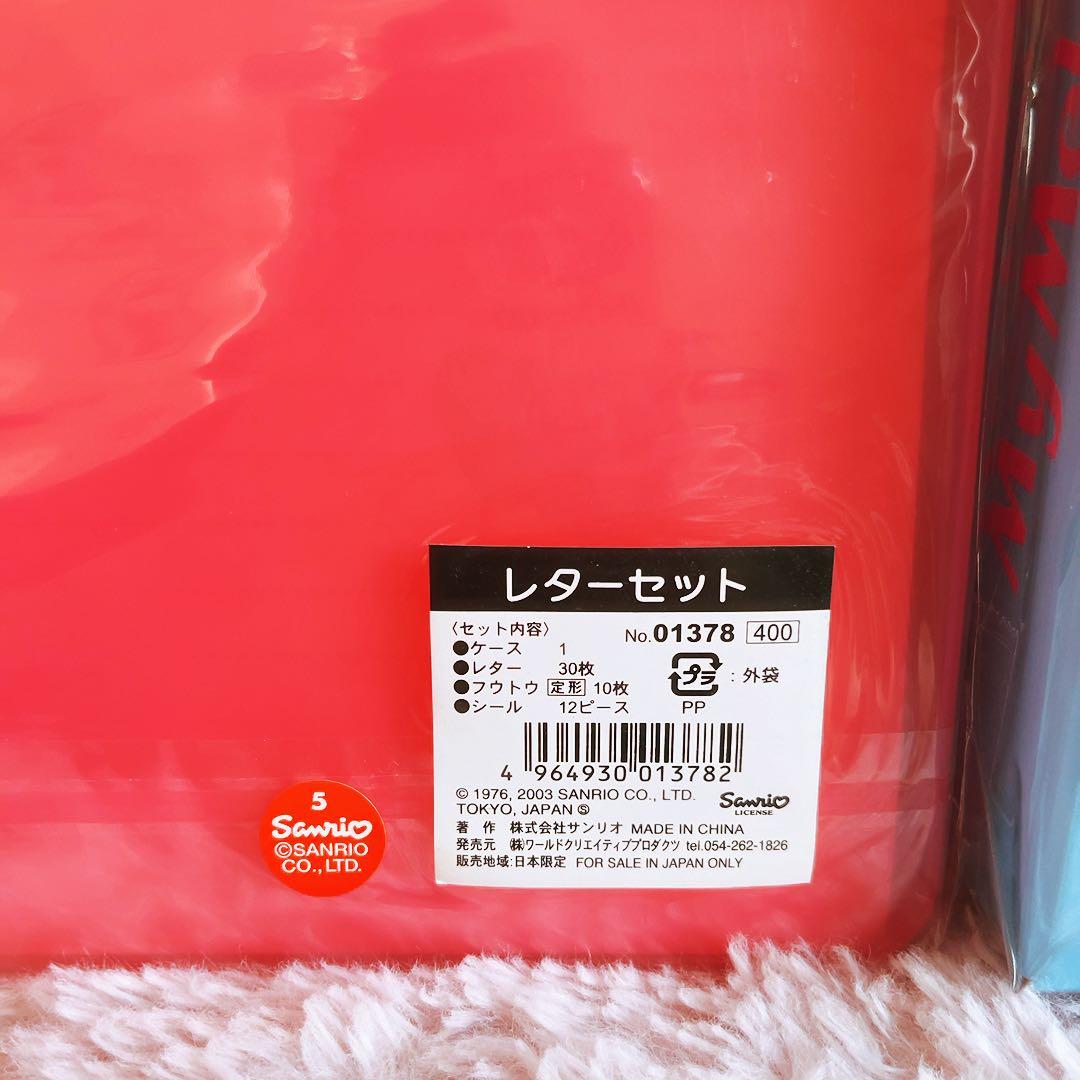 レターセット
〈セット内容〉
No.01378 400
●ケース 1
●レター 30枚
●フウトウ 定形 10枚
●シール 12ピース
プラ : 外袋
PP
4 964930 013782
© 1976, 2003 SANRIO CO., LTD.
TOKYO, JAPAN Ⓢ
Sanrio
LICENSE
著 作 株式会社サンリオ MADE IN CHINA
発売元 ㈱ワールドクリエイティブプロダクツ tel.054-262-1826
販売地域:日本限定 FOR SALE IN JAPAN ONLY
5
Sanrio
©SANRIO
CO.,LTD.